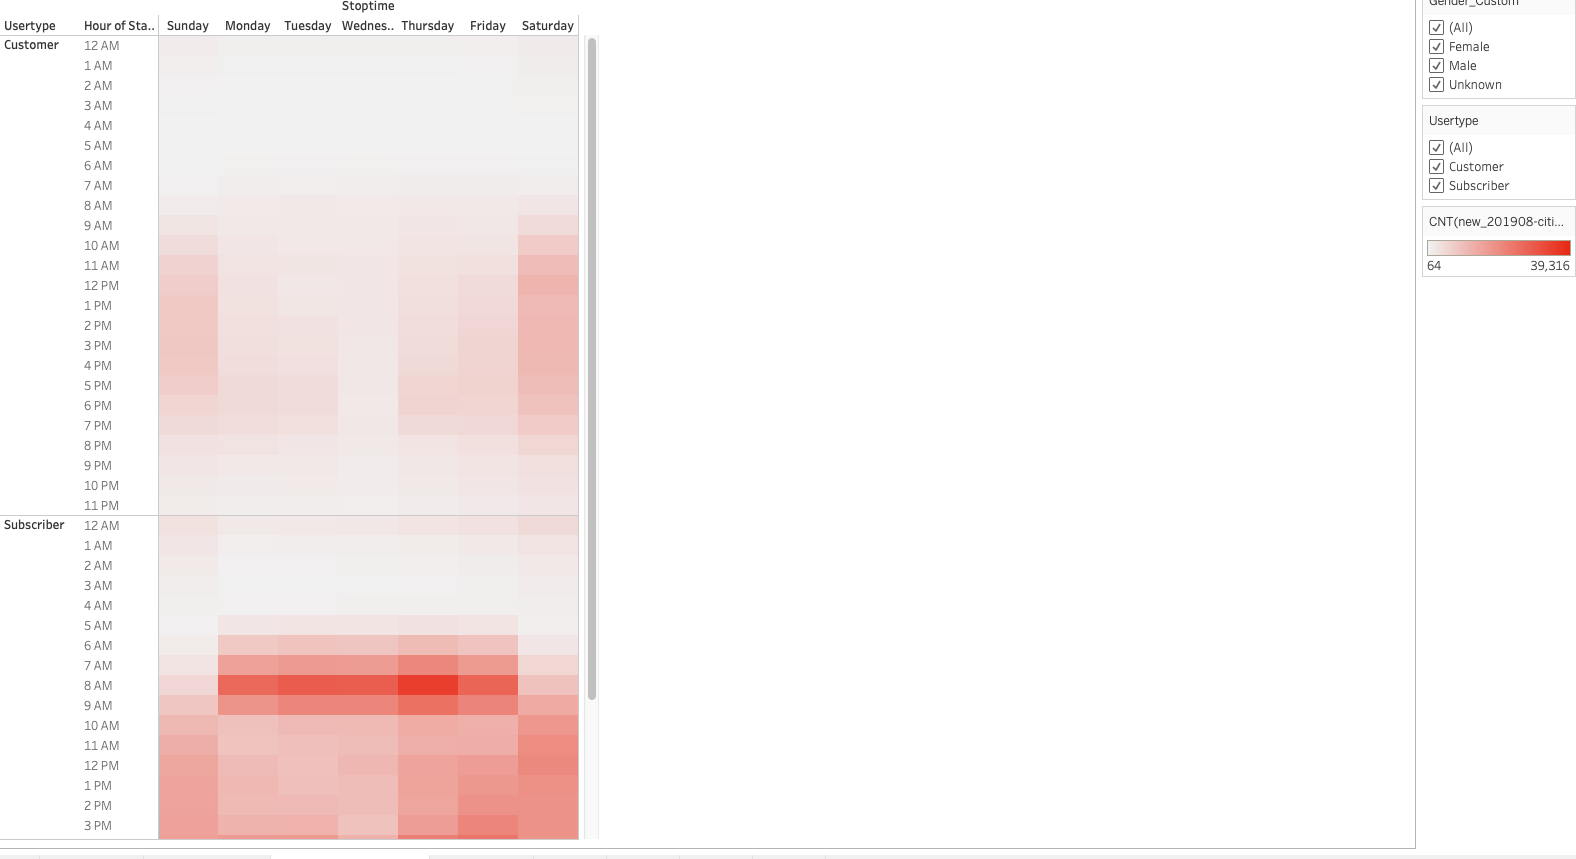 Stoptime
Usertype Hour of Sta.. Sunday Monday Tuesday Wednes.. Thursday Friday Saturday
Customer 12 AM
1 AM
2 AM
3 AM
4 AM
5 AM
6 AM
7 AM
8 AM
9 AM
10 AM
11 AM
12 PM
1 PM
2 PM
3 PM
4 PM
5 PM
6 PM
7 PM
8 PM
9 PM
10 PM
11 PM
Subscriber 12 AM
1 AM
2 AM
3 AM
4 AM
5 AM
6 AM
7 AM
8 AM
9 AM
10 AM
11 AM
12 PM
1 PM
2 PM
3 PM
Gender_Custom
(All)
Female
Male
Unknown
Usertype
(All)
Customer
Subscriber
CNT(new_201908-citi...
64 39,316